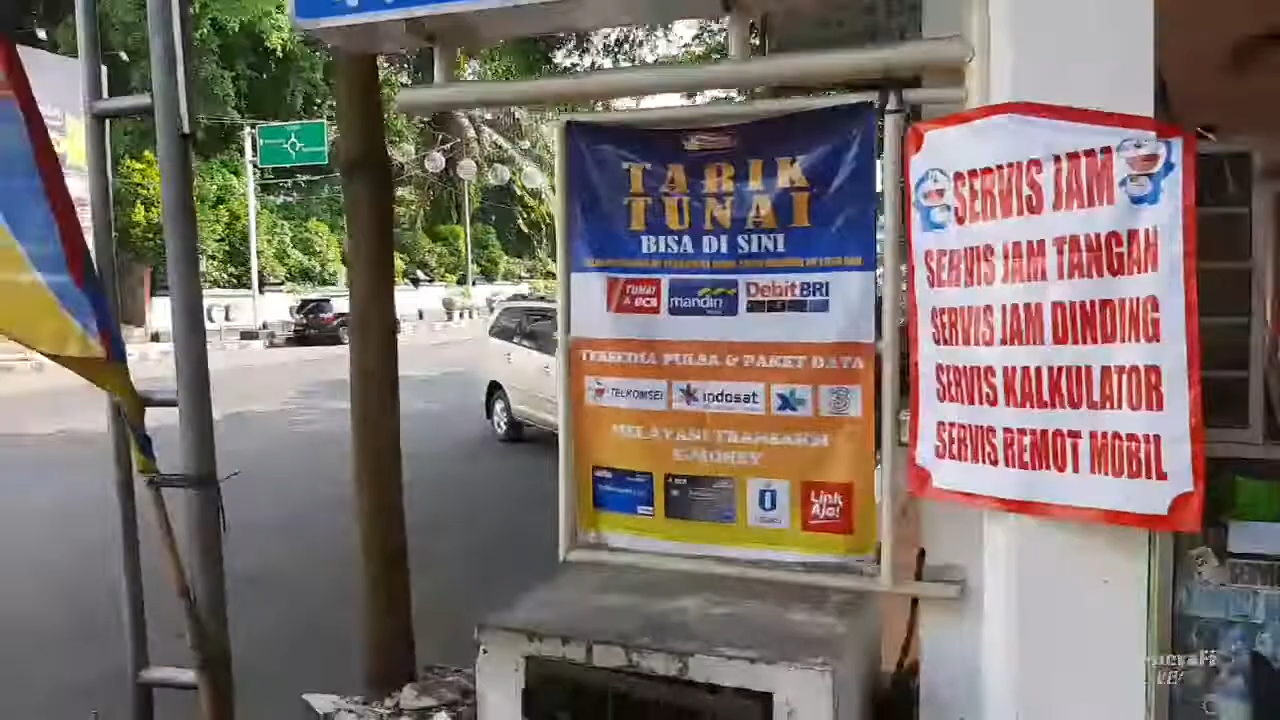 TARIK
TUNAI
BISA DI SINI
TUNAI
BCA
mandiri
Debit BRI
TERSEDIA PULSA & PAKET DATA
TELKOMSEL
indosat
XL
3
MELAYANI TRANSAKSI
E-MONEY
Link
Aja!
SERVIS JAM
SERVIS JAM TANGAN
SERVIS JAM DINDING
SERVIS KALKULATOR
SERVIS REMOT MOBIL